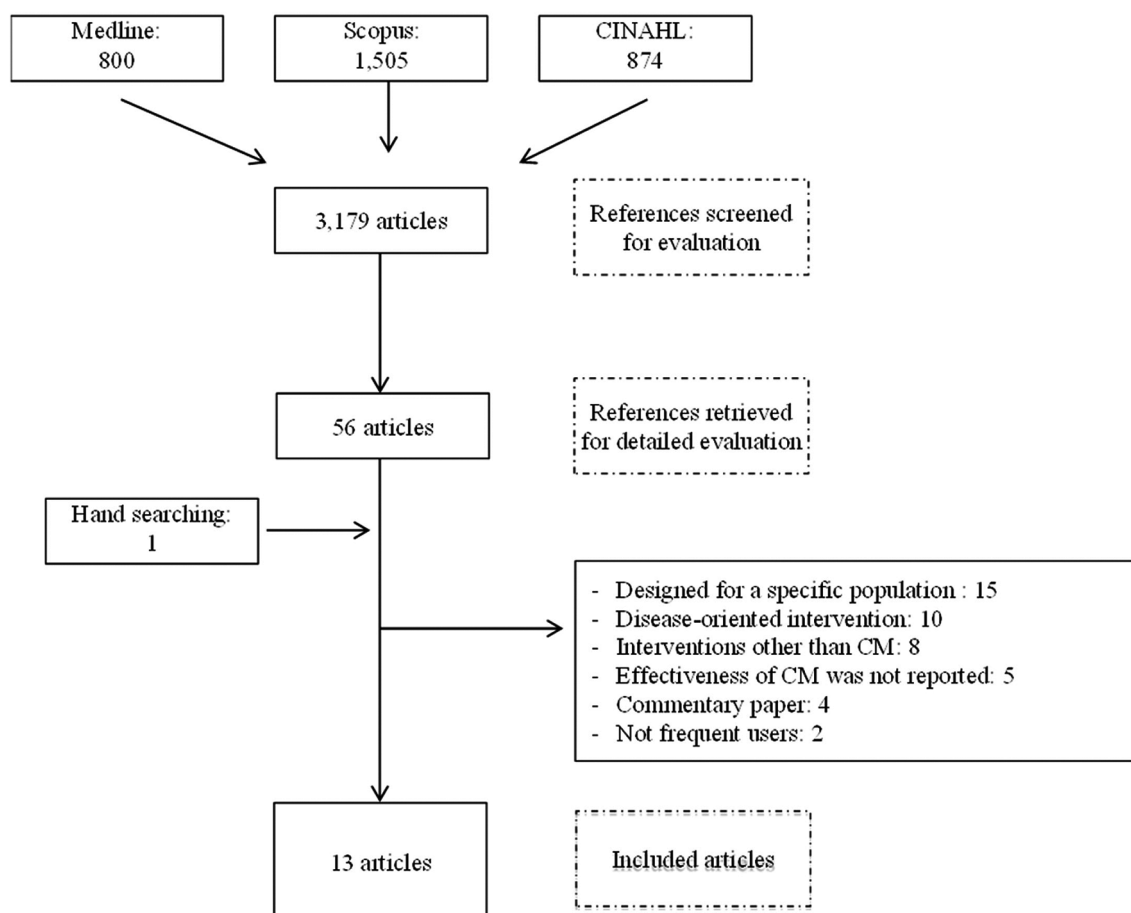 Medline:
800
Scopus:
1,505
CINAHL:
874
3,179 articles
References screened
for evaluation
56 articles
References retrieved
for detailed evaluation
Hand searching:
1
- Designed for a specific population : 15
- Disease-oriented intervention: 10
- Interventions other than CM: 8
- Effectiveness of CM was not reported: 5
- Commentary paper: 4
- Not frequent users: 2
13 articles
Included articles